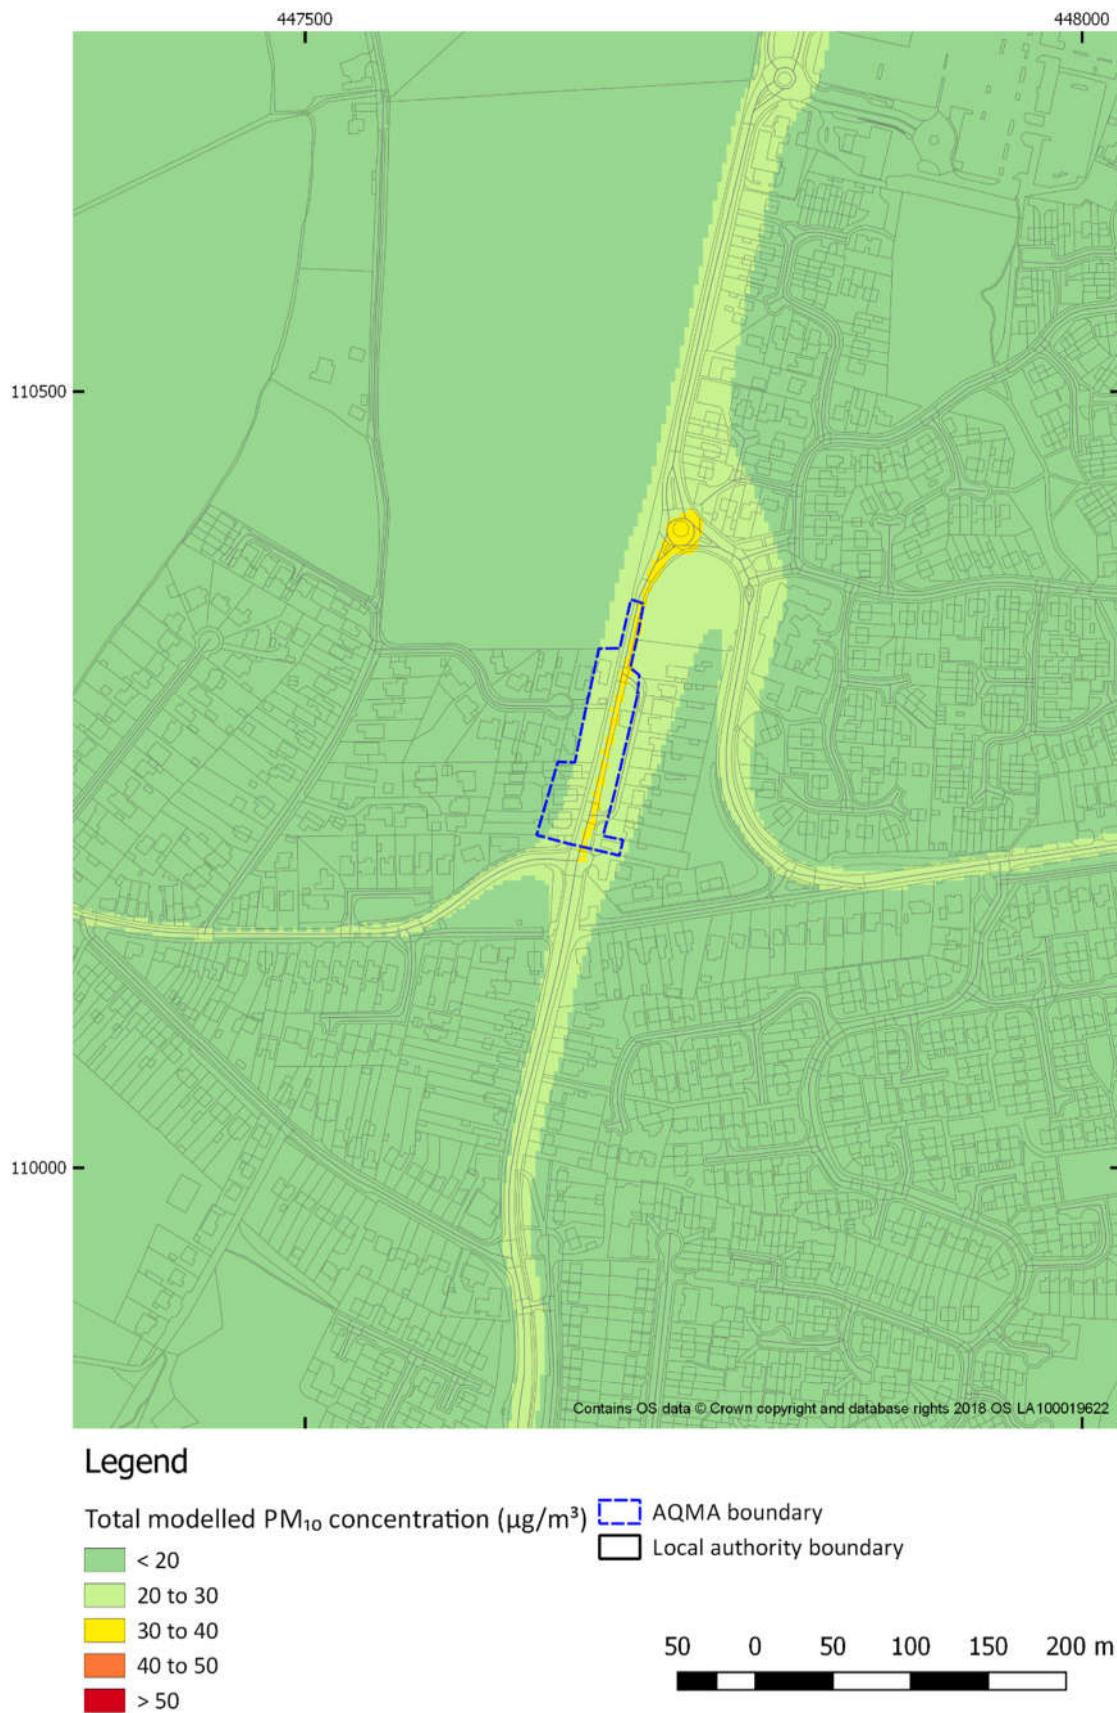 447500 448000
110500
110000
Contains OS data © Crown copyright and database rights 2018 OS LA100019622
Legend
Total modelled PM₁₀ concentration (µg/m³)
< 20
20 to 30
30 to 40
40 to 50
> 50
AQMA boundary
Local authority boundary
50 0 50 100 150 200 m